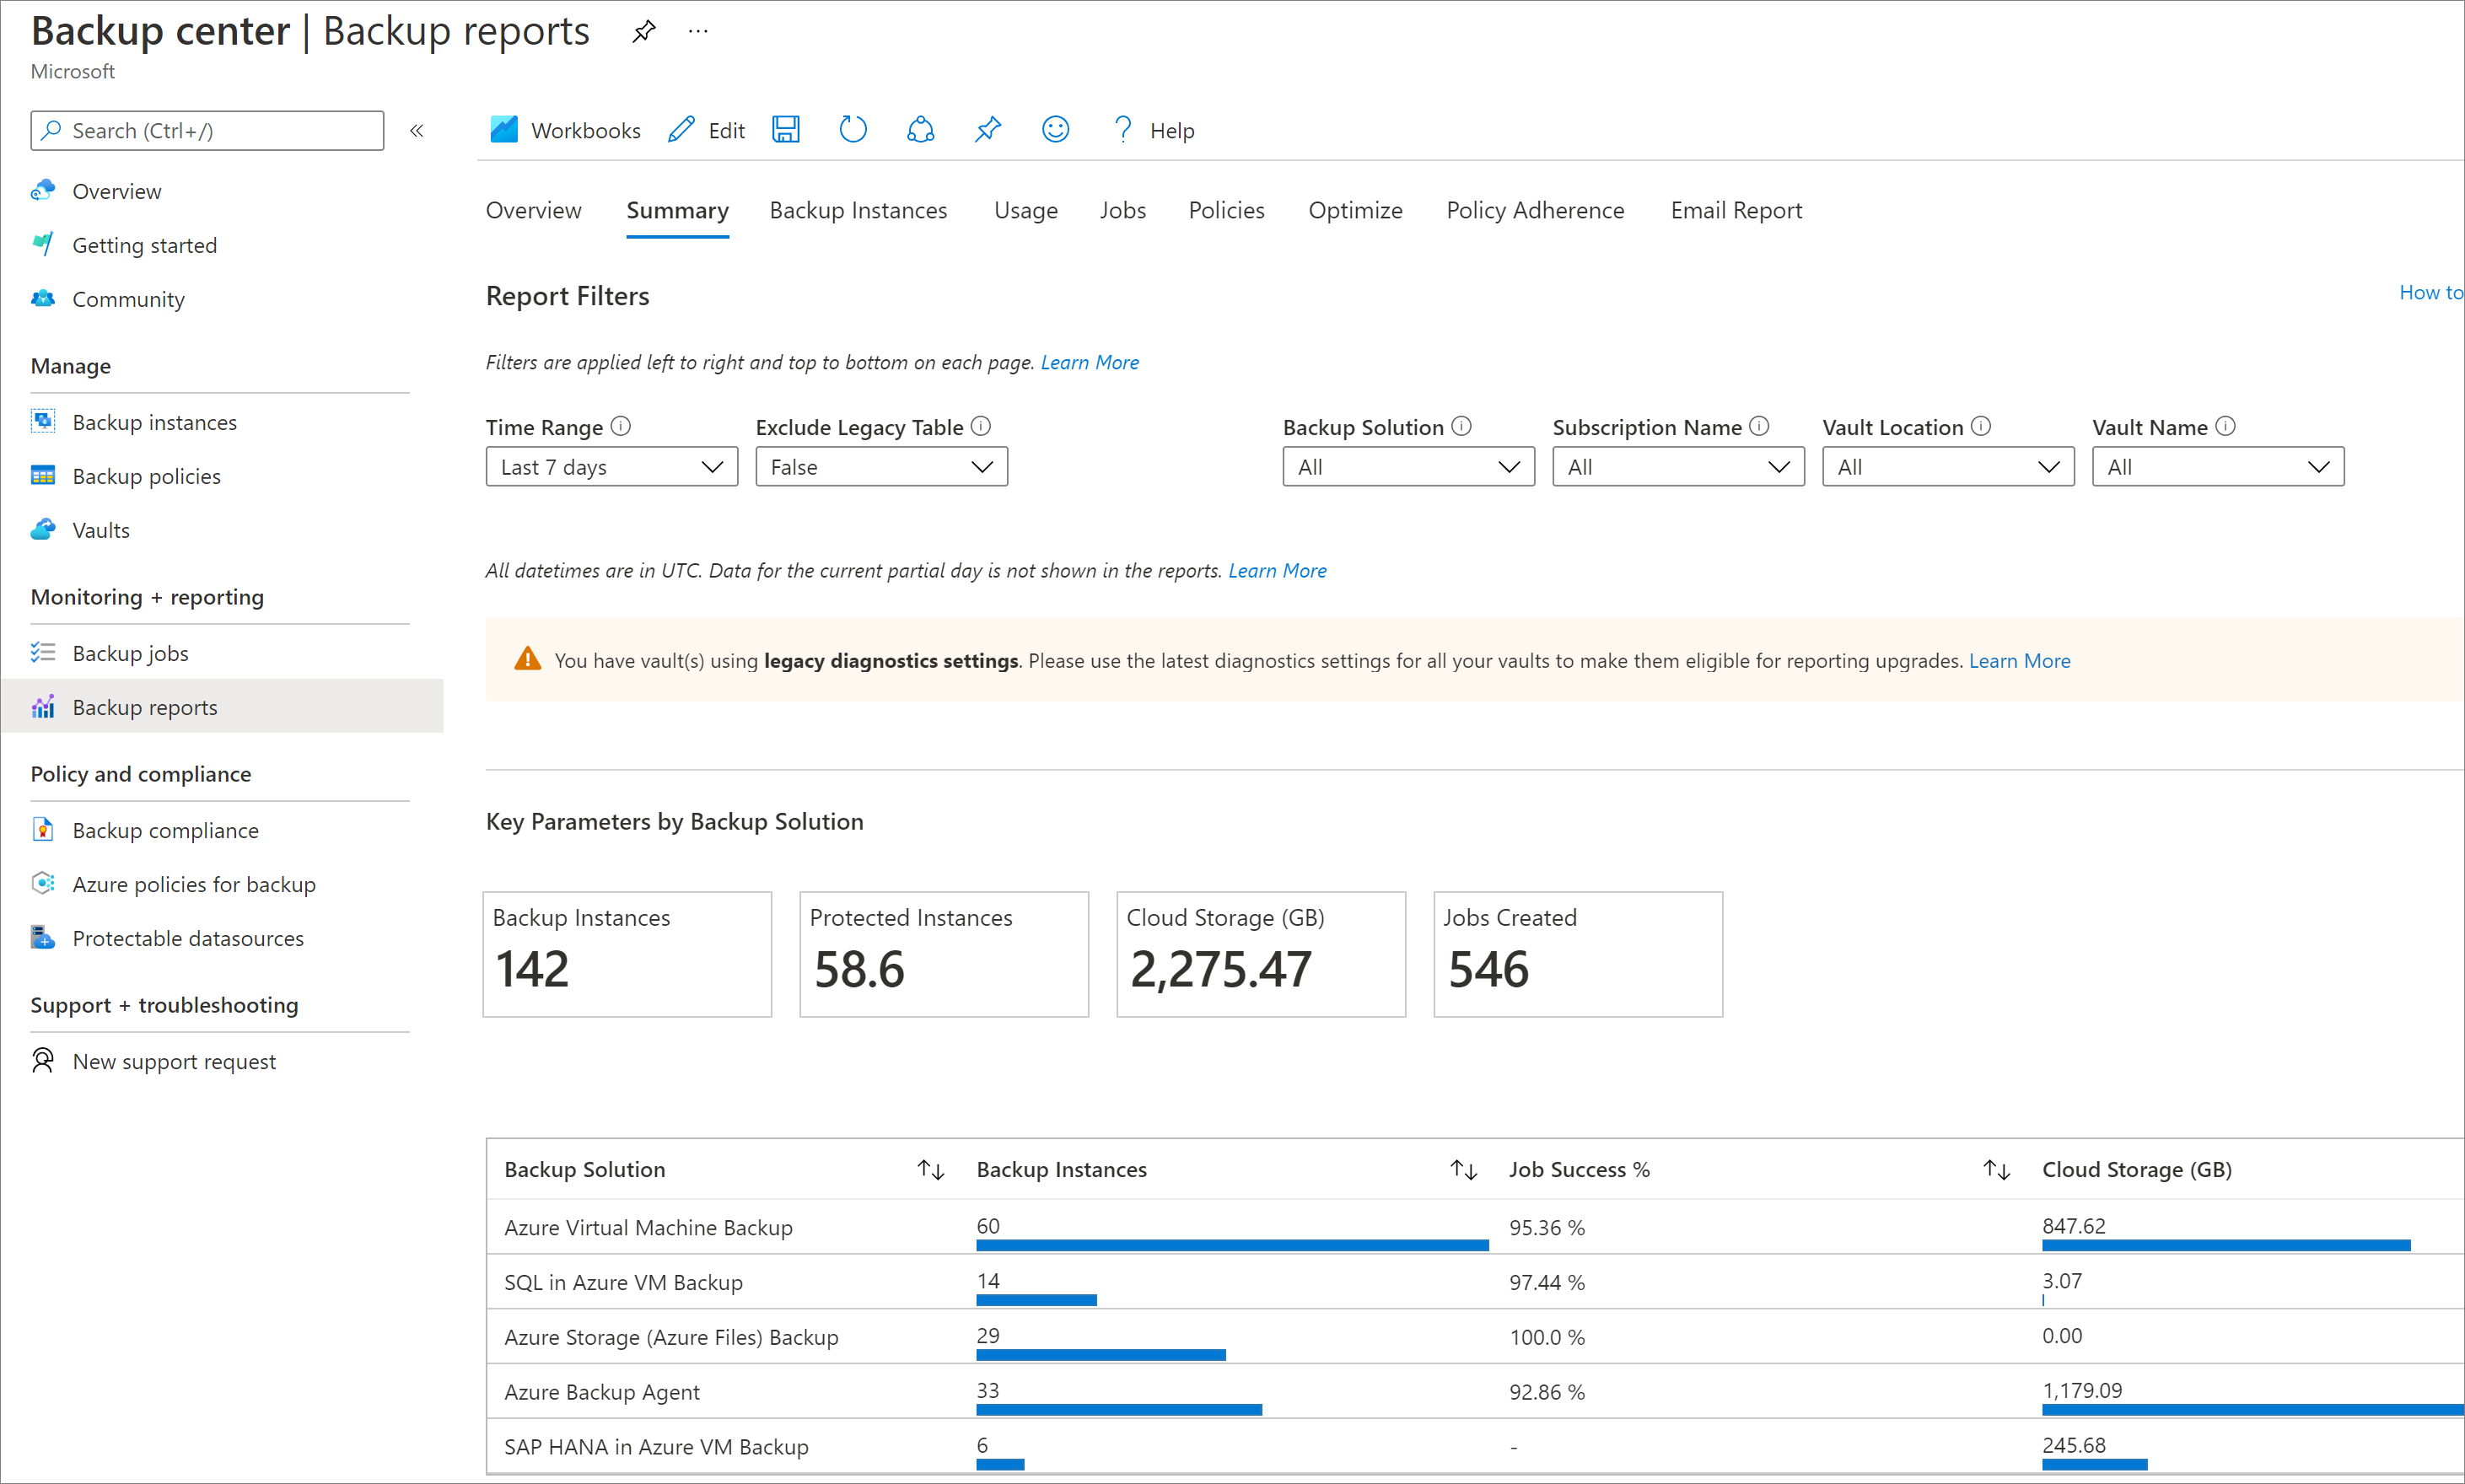 Backup center | Backup reports
Microsoft
Search (Ctrl+/)
Overview
Getting started
Community
Manage
Backup instances
Backup policies
Vaults
Monitoring + reporting
Backup jobs
Backup reports
Policy and compliance
Backup compliance
Azure policies for backup
Protectable datasources
Support + troubleshooting
New support request
Workbooks Edit Help
Overview Summary Backup Instances Usage Jobs Policies Optimize Policy Adherence Email Report
Report Filters
How to
Filters are applied left to right and top to bottom on each page. Learn More
Time Range Exclude Legacy Table Backup Solution Subscription Name Vault Location Vault Name
Last 7 days False All All All All
All datetimes are in UTC. Data for the current partial day is not shown in the reports. Learn More
You have vault(s) using legacy diagnostics settings. Please use the latest diagnostics settings for all your vaults to make them eligible for reporting upgrades. Learn More
Key Parameters by Backup Solution
Backup Instances Protected Instances Cloud Storage (GB) Jobs Created
142 58.6 2,275.47 546
Backup Solution Backup Instances Job Success % Cloud Storage (GB)
Azure Virtual Machine Backup 60 95.36 % 847.62
SQL in Azure VM Backup 14 97.44 % 3.07
Azure Storage (Azure Files) Backup 29 100.0 % 0.00
Azure Backup Agent 33 92.86 % 1,179.09
SAP HANA in Azure VM Backup 6 - 245.68